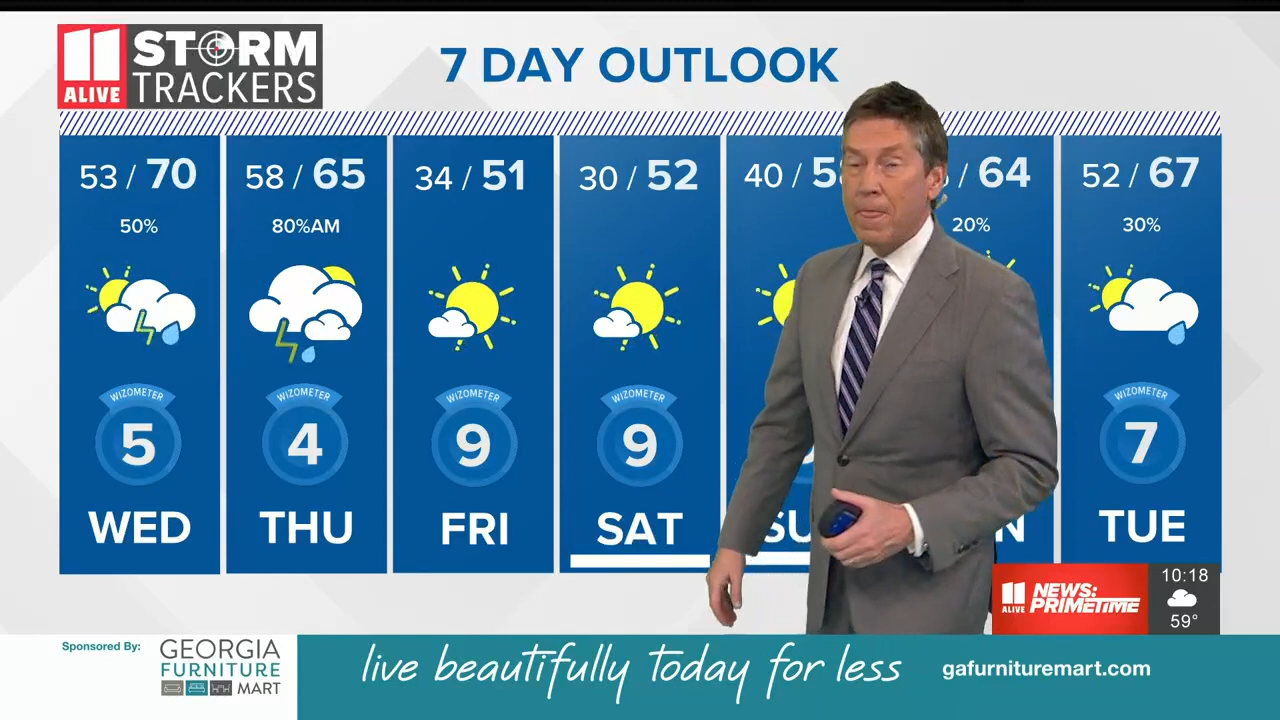 11 ALIVE
STORM
TRACKERS
7 DAY OUTLOOK
53 / 70
50%
WIZOMETER
5
WED
58 / 65
80%AM
WIZOMETER
4
THU
34 / 51
WIZOMETER
9
FRI
30 / 52
WIZOMETER
9
SAT
40 /
/ 64
20%
52 / 67
30%
WIZOMETER
7
TUE
11 ALIVE
NEWS:
PRIMETIME
10:18
59°
Sponsored By:
GEORGIA
FURNITURE
MART
live beautifully today for less
gafurnituremart.com